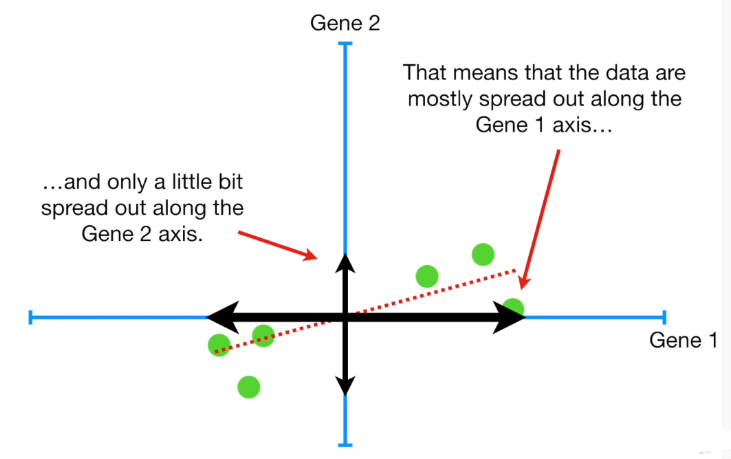 Gene 2
That means that the data are
mostly spread out along the
Gene 1 axis...
...and only a little bit
spread out along the
Gene 2 axis.
Gene 1